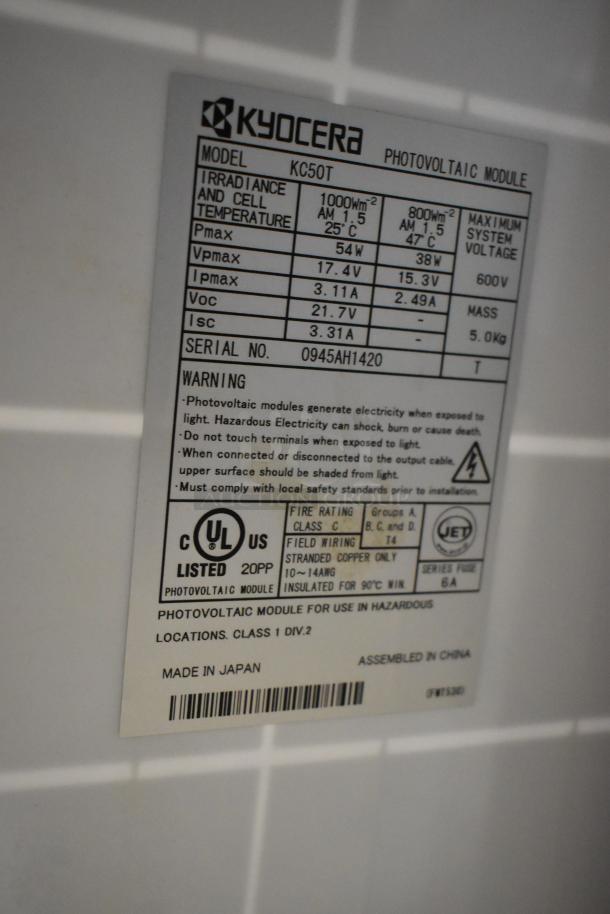 KYOCERA PHOTOVOLTAIC MODULE
MODEL KC50T
IRRADIANCE AND CELL TEMPERATURE 1000Wm-2 AM 1.5 25°C 800Wm-2 AM 1.5 47°C MAXIMUM SYSTEM VOLTAGE 600V
Pmax 54W 38W
Vpmax 17.4V 15.3V
Ipmax 3.11A 2.49A MASS
Voc 21.7V - 5.0Kg
Isc 3.31A -
SERIAL NO. 0945AH1420 T
WARNING
·Photovoltaic modules generate electricity when exposed to
light. Hazardous Electricity can shock, burn or cause death.
·Do not touch terminals when exposed to light.
·When connected or disconnected to the output cable,
upper surface should be shaded from light.
·Must comply with local safety standards prior to installation.
C UL US
LISTED 20PP
PHOTOVOLTAIC MODULE
FIRE RATING
CLASS C
Groups A,
B, C, and D.
T4
FIELD WIRING
STRANDED COPPER ONLY
10~14AWG
INSULATED FOR 90°C MIN
JET
SERIES FUSE
6A
PHOTOVOLTAIC MODULE FOR USE IN HAZARDOUS
LOCATIONS. CLASS 1 DIV.2
MADE IN JAPAN ASSEMBLED IN CHINA